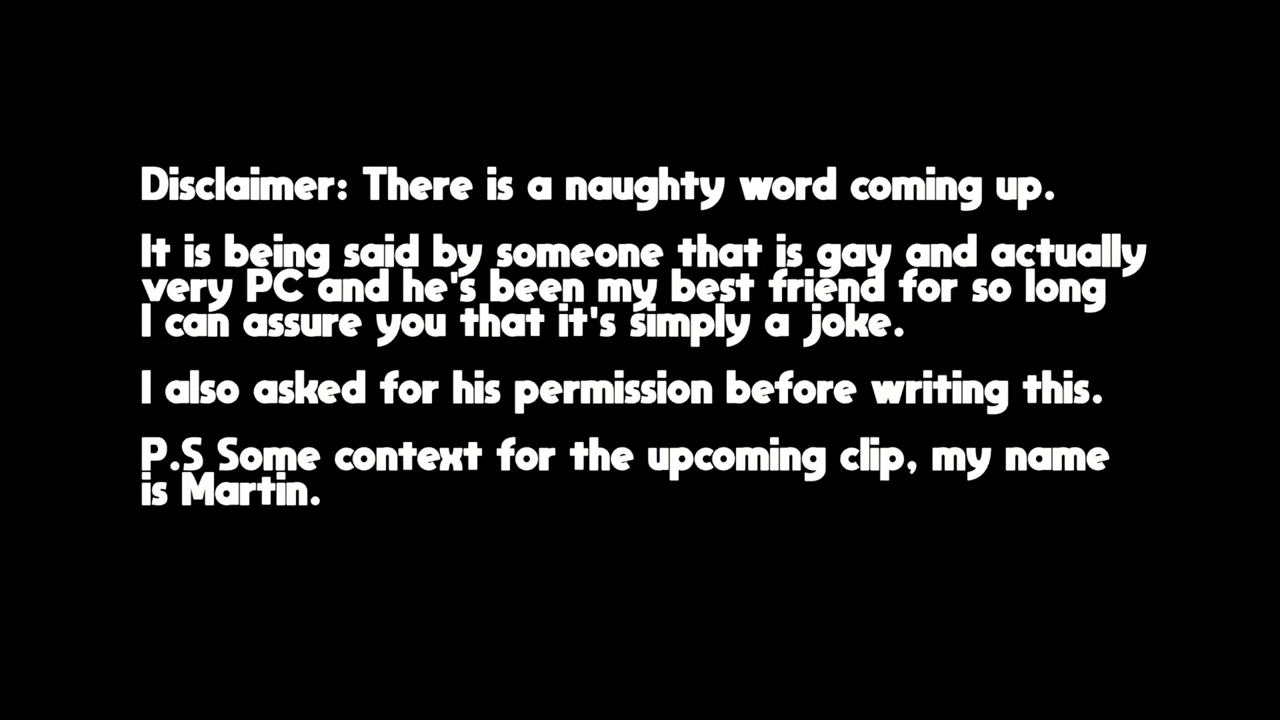 Disclaimer: There is a naughty word coming up.
It is being said by someone that is gay and actually
very PC and he's been my best friend for so long
I can assure you that it's simply a joke.
I also asked for his permission before writing this.
P.S Some context for the upcoming clip, my name
is Martin.